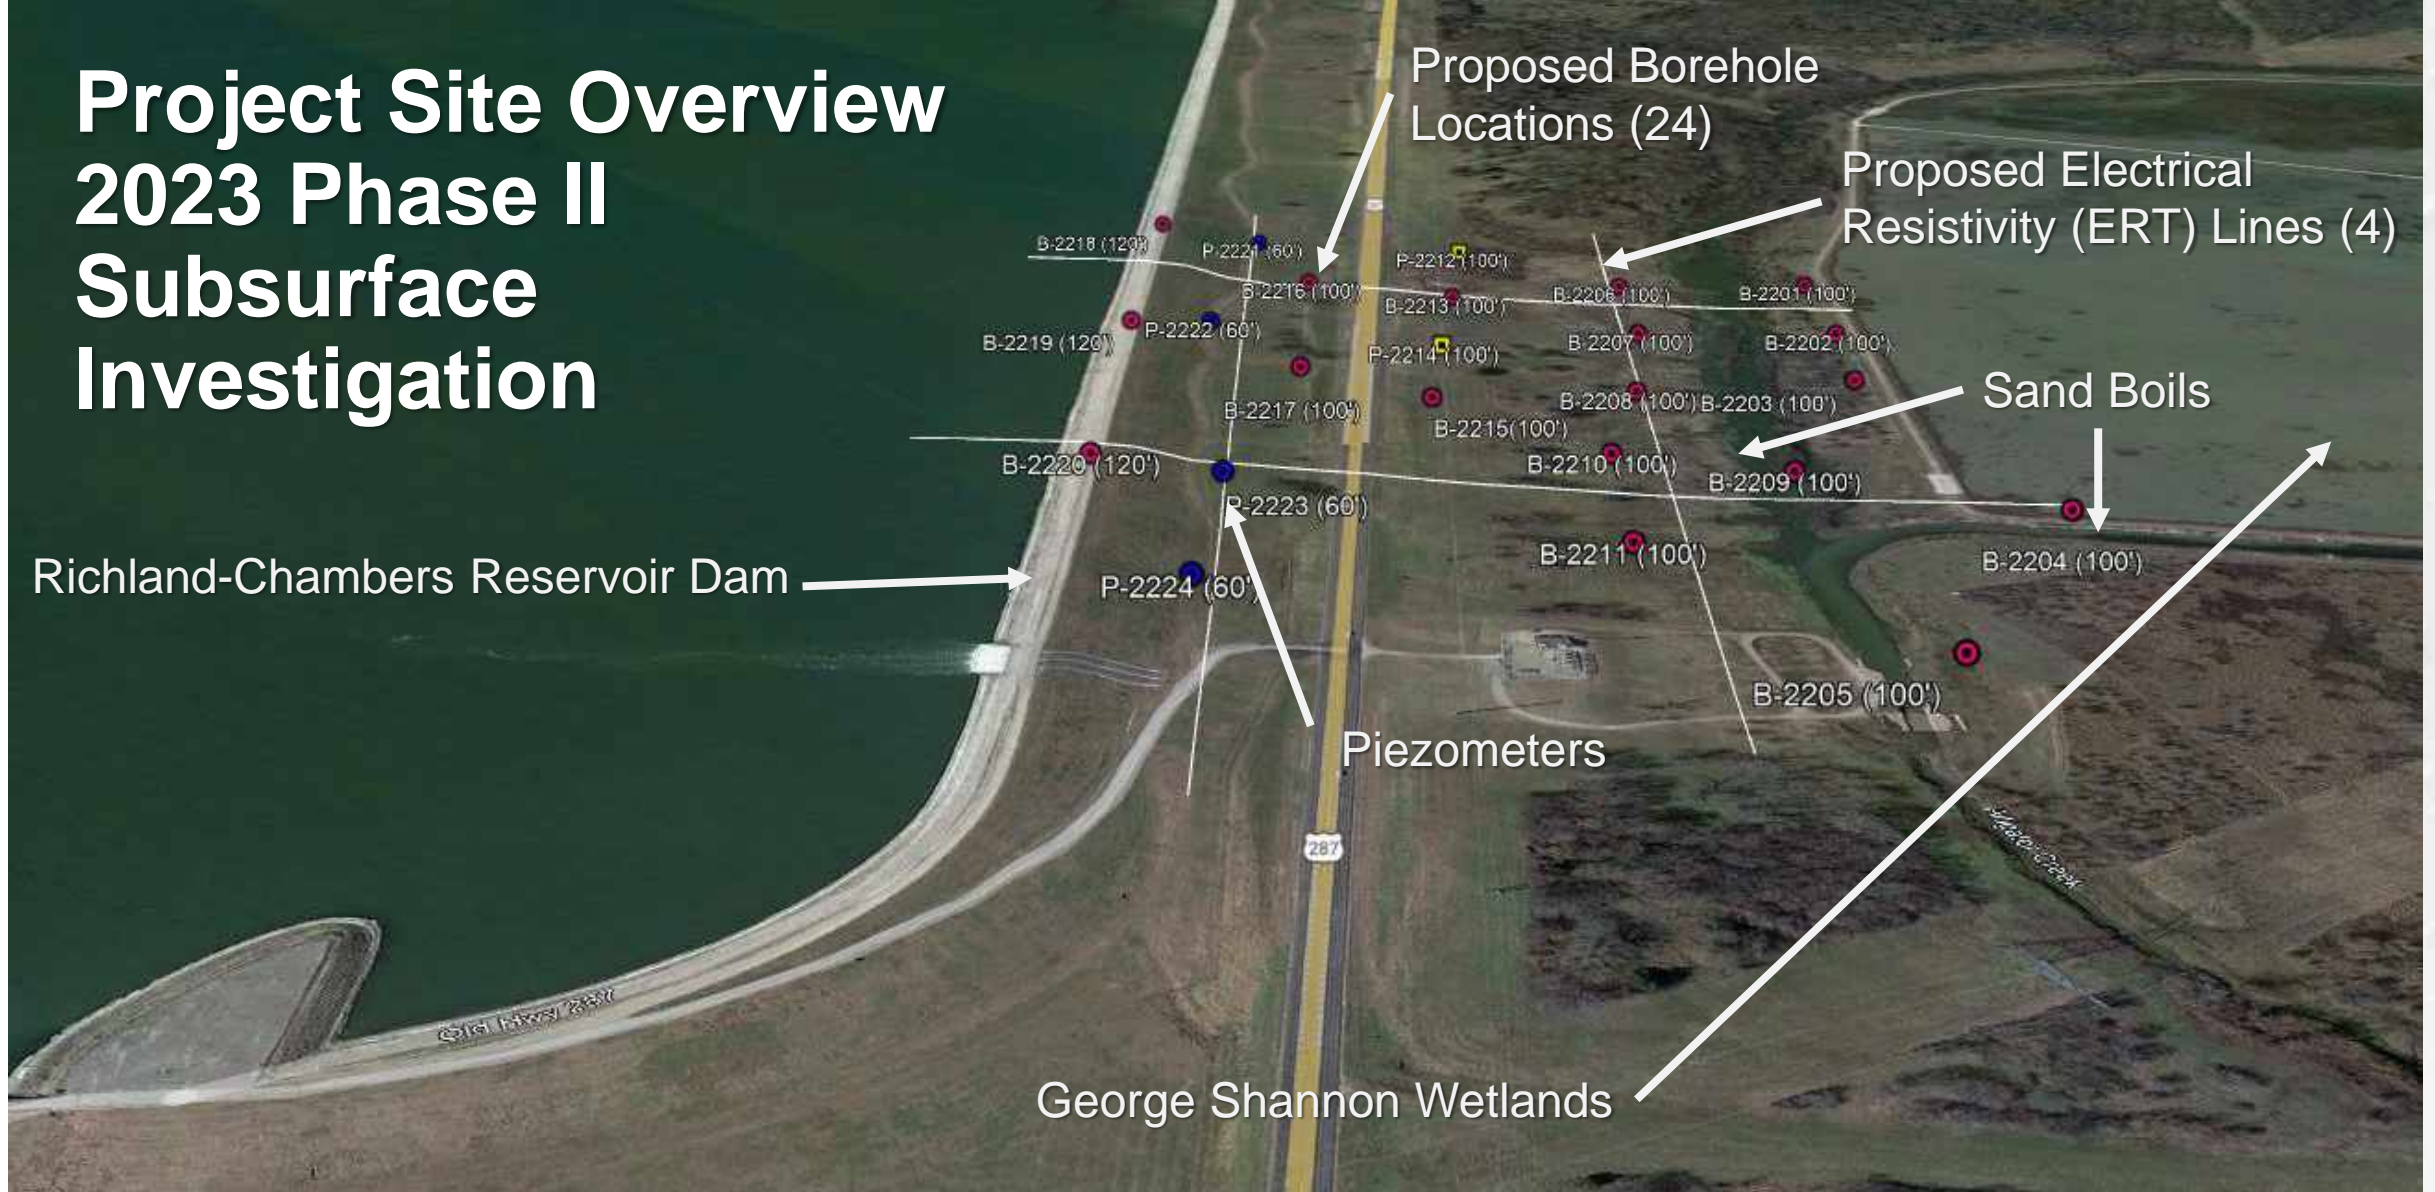 Project Site Overview
2023 Phase II
Subsurface
Investigation
Proposed Borehole
Locations (24)
Proposed Electrical
Resistivity (ERT) Lines (4)
B-2218 (120')
P-2221 (60')
P-2212 (100')
B-2216 (100')
B-2213 (100')
B-2206 (100')
B-2201 (100')
B-2219 (120')
P-2222 (60')
P-2214 (100')
B-2207 (100')
B-2202 (100')
Sand Boils
B-2217 (100')
B-2215(100')
B-2208 (100')
B-2203 (100')
B-2220 (120')
B-2210 (100')
B-2209 (100')
P-2223 (60')
B-2211 (100')
B-2204 (100')
Richland-Chambers Reservoir Dam
P-2224 (60')
B-2205 (100')
Piezometers
287
Old Hwy 287
George Shannon Wetlands